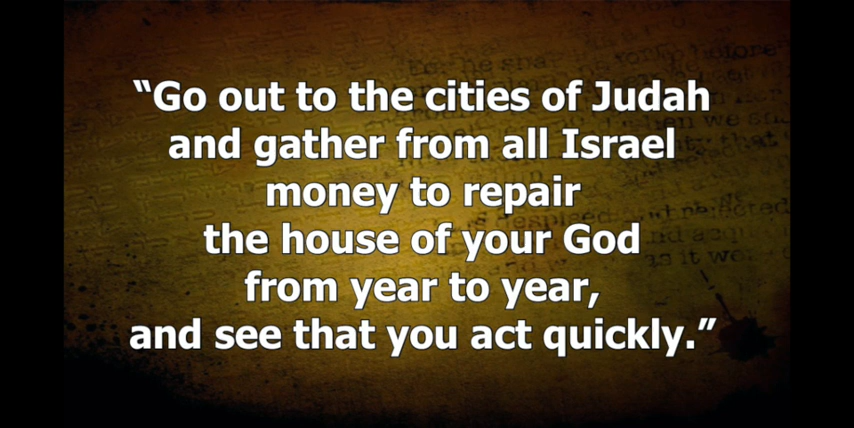 “Go out to the cities of Judah
and gather from all Israel
money to repair
the house of your God
from year to year,
and see that you act quickly.”